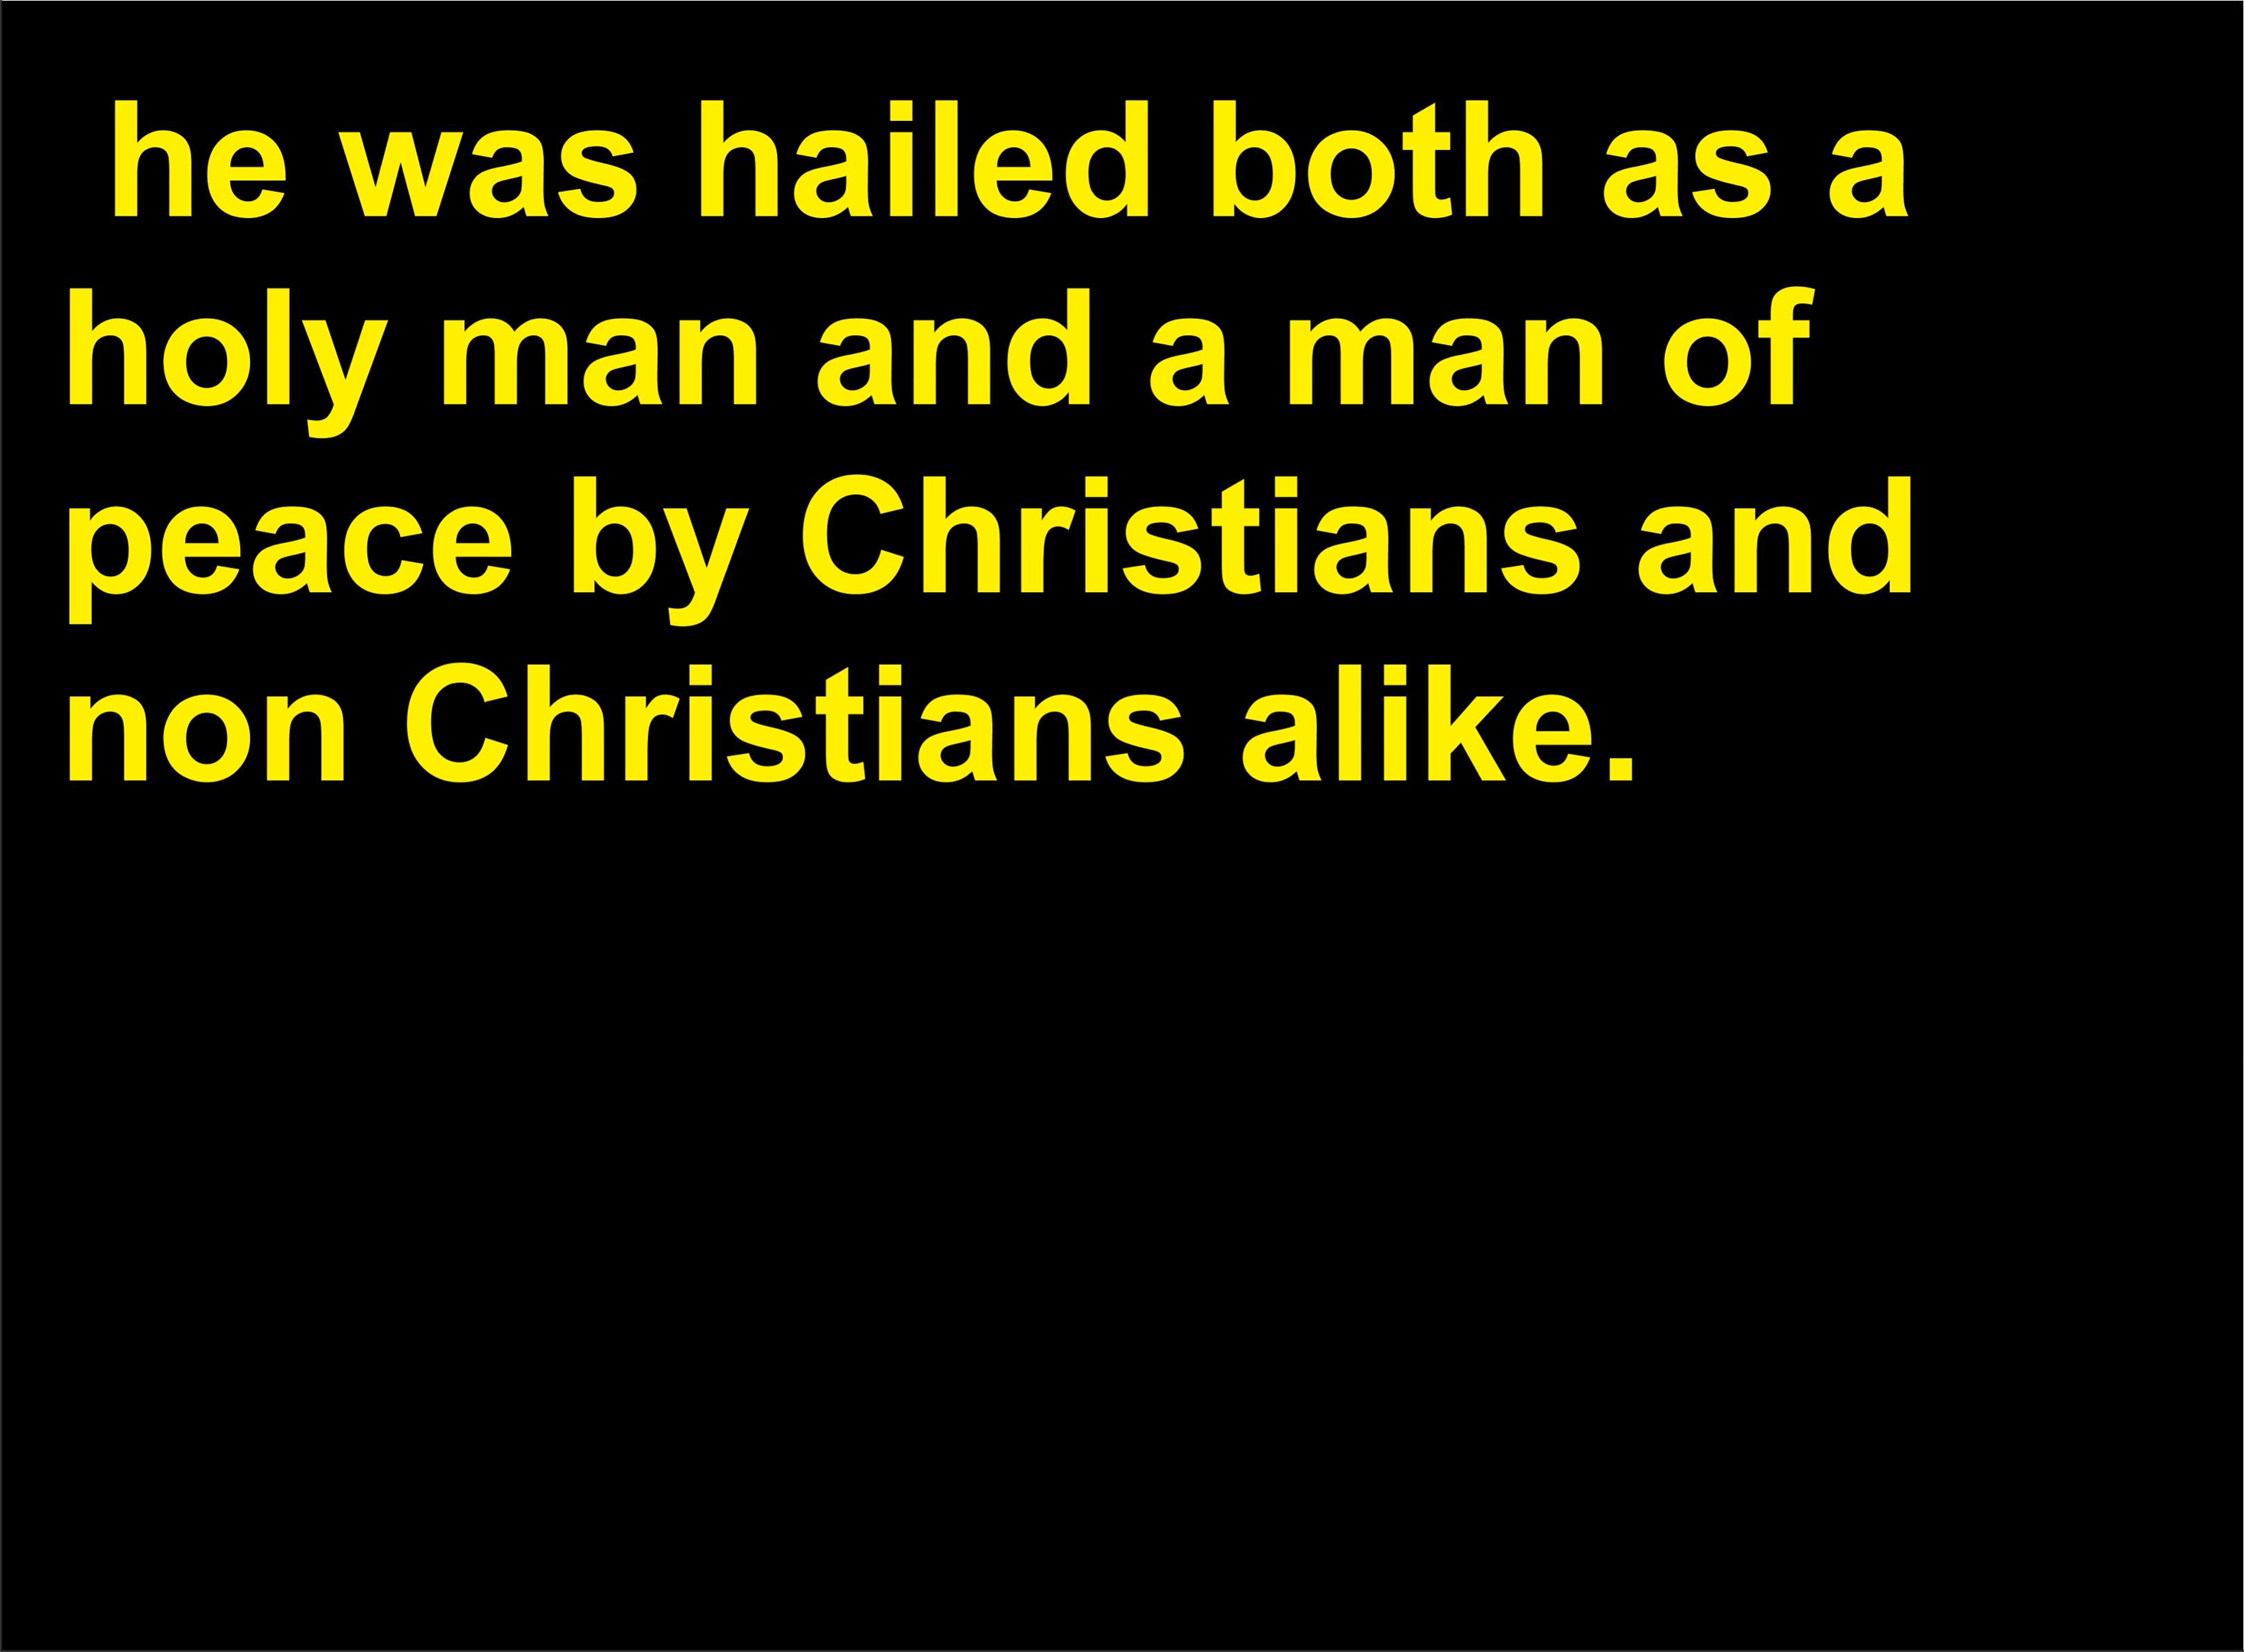 he was hailed both as a
holy man and a man of
peace by Christians and
non Christians alike.